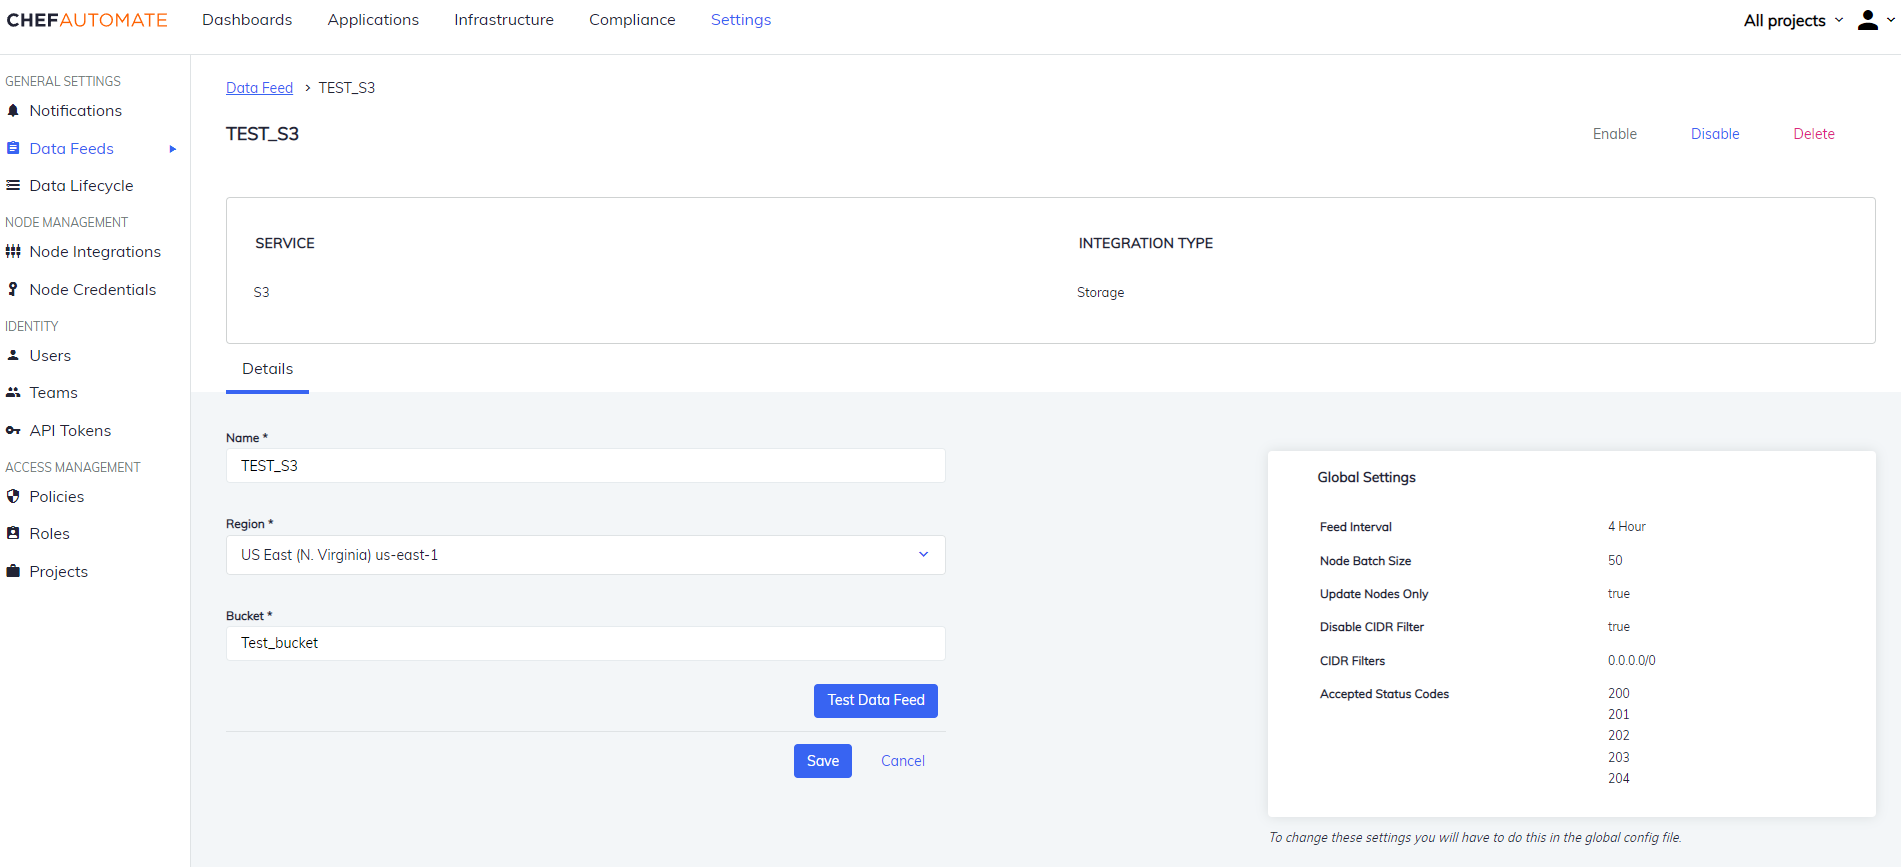 CHEFAUTOMATE Dashboards Applications Infrastructure Compliance Settings All projects
GENERAL SETTINGS
Notifications
Data Feeds
Data Lifecycle
NODE MANAGEMENT
Node Integrations
Node Credentials
IDENTITY
Users
Teams
API Tokens
ACCESS MANAGEMENT
Policies
Roles
Projects
Data Feed > TEST_S3
TEST_S3 Enable Disable Delete
SERVICE INTEGRATION TYPE
S3 Storage
Details
Name *
TEST_S3
Region *
US East (N. Virginia) us-east-1
Bucket *
Test_bucket
Test Data Feed
Save Cancel
Global Settings
Feed Interval 4 Hour
Node Batch Size 50
Update Nodes Only true
Disable CIDR Filter true
CIDR Filters 0.0.0.0/0
Accepted Status Codes 200
201
202
203
204
To change these settings you will have to do this in the global config file.